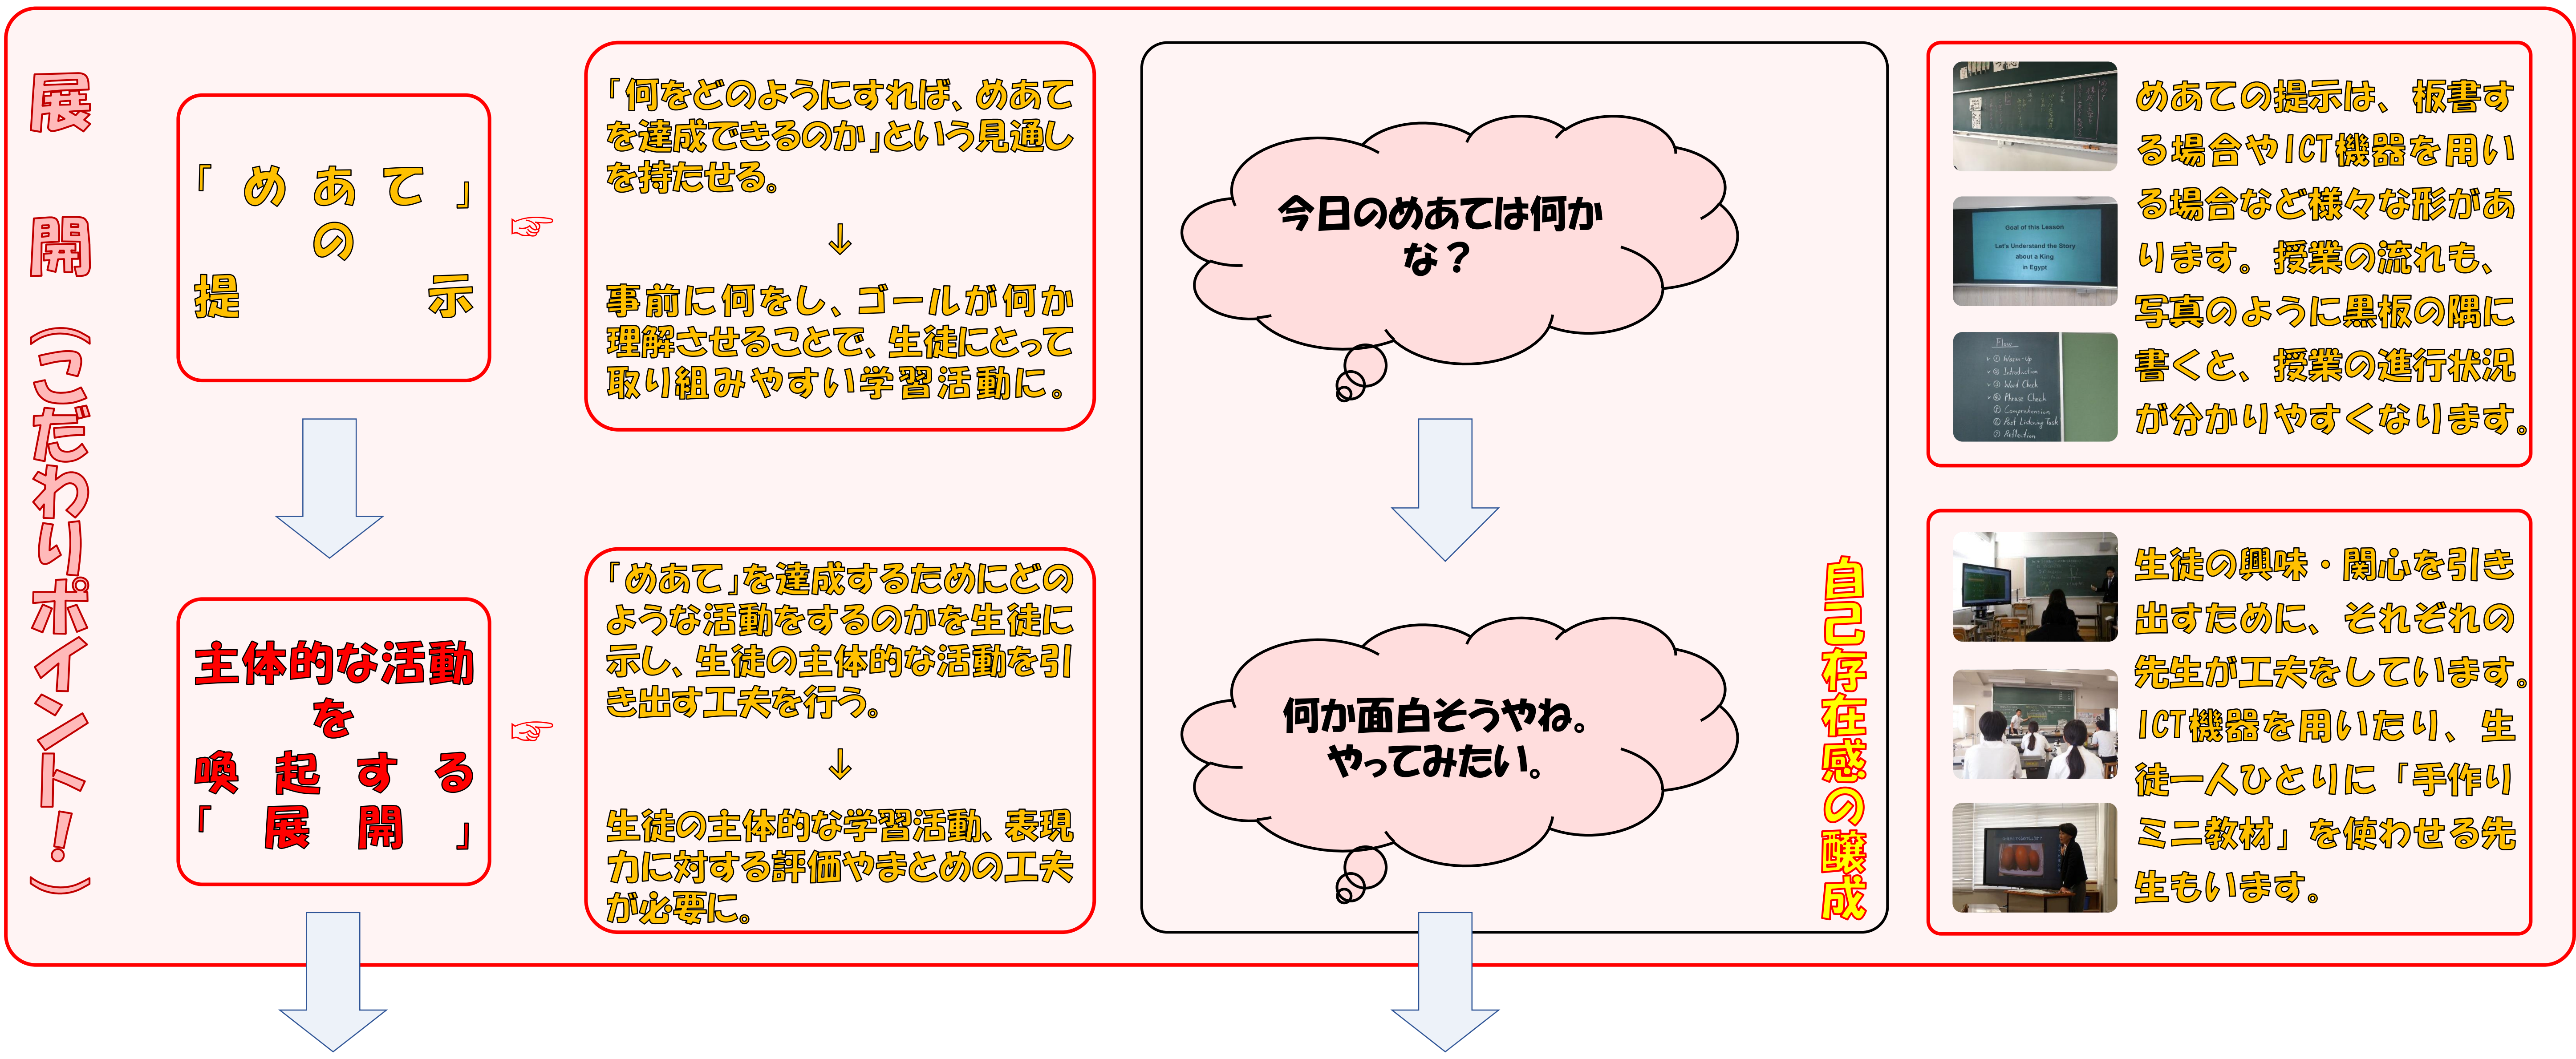 展開（こだわりポイント！）
「めあて」
の
提示
☞
「何をどのようにすれば、めあて
を達成できるのか」という見通し
を持たせる。
↓
事前に何をし、ゴールが何か
理解させることで、生徒にとって
取り組みやすい学習活動に。
今日のめあては何か
な？
Goal of this Lesson
Let's Understand the Story
about a King
in Egypt
Flow
① Warm-Up
② Introduction
③ Word Check
④ Phrase Check
⑤ Comprehension
⑥ Post Listening Task
⑦ Reflection
めあての提示は、板書す
る場合やICT機器を用い
る場合など様々な形があ
ります。授業の流れも、
写真のように黒板の隅に
書くと、授業の進行状況
が分かりやすくなります。
主体的な活動
を
喚起する
「展開」
☞
「めあて」を達成するためにどの
ような活動をするのかを生徒に
示し、生徒の主体的な活動を引
き出す工夫を行う。
↓
生徒の主体的な学習活動、表現
力に対する評価やまとめの工夫
が必要に。
何か面白そうやね。
やってみたい。
自己存在感の醸成
生徒の興味・関心を引き
出すために、それぞれの
先生が工夫をしています。
ICT機器を用いたり、生
徒一人ひとりに「手作り
ミニ教材」を使わせる先
生もいます。